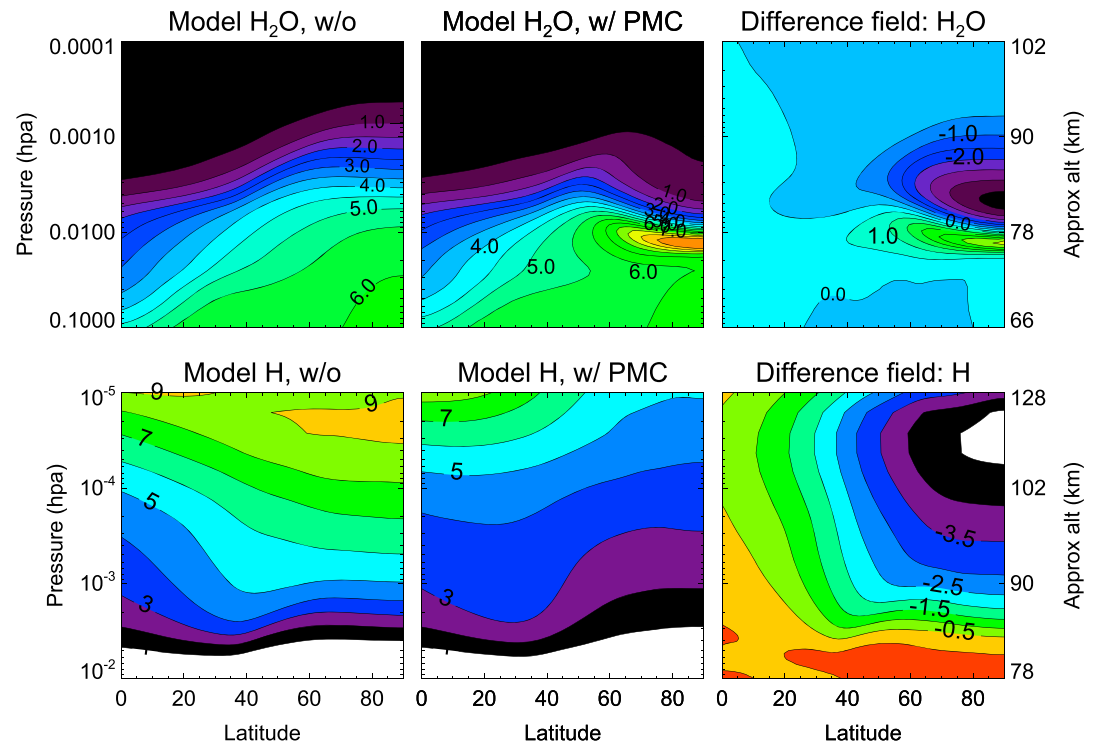 Model H₂O, w/o
Model H₂O, w/ PMC
Difference field: H₂O
Pressure (hpa)
0.0001
0.0010
0.0100
0.1000
1.0
2.0
3.0
4.0
5.0
6.0
1.0
4.0
5.0
6.0
7.0
-1.0
-2.0
0.0
1.0
0.0
102
90
78
66
Approx alt (km)
Model H, w/o
Model H, w/ PMC
Difference field: H
Pressure (hpa)
10⁻⁵
10⁻⁴
10⁻³
10⁻²
9
9
7
5
3
7
5
3
-3.5
-2.5
-1.5
-0.5
128
102
90
78
Approx alt (km)
0 20 40 60 80
0 20 40 60 80
0 20 40 60 80
Latitude
Latitude
Latitude